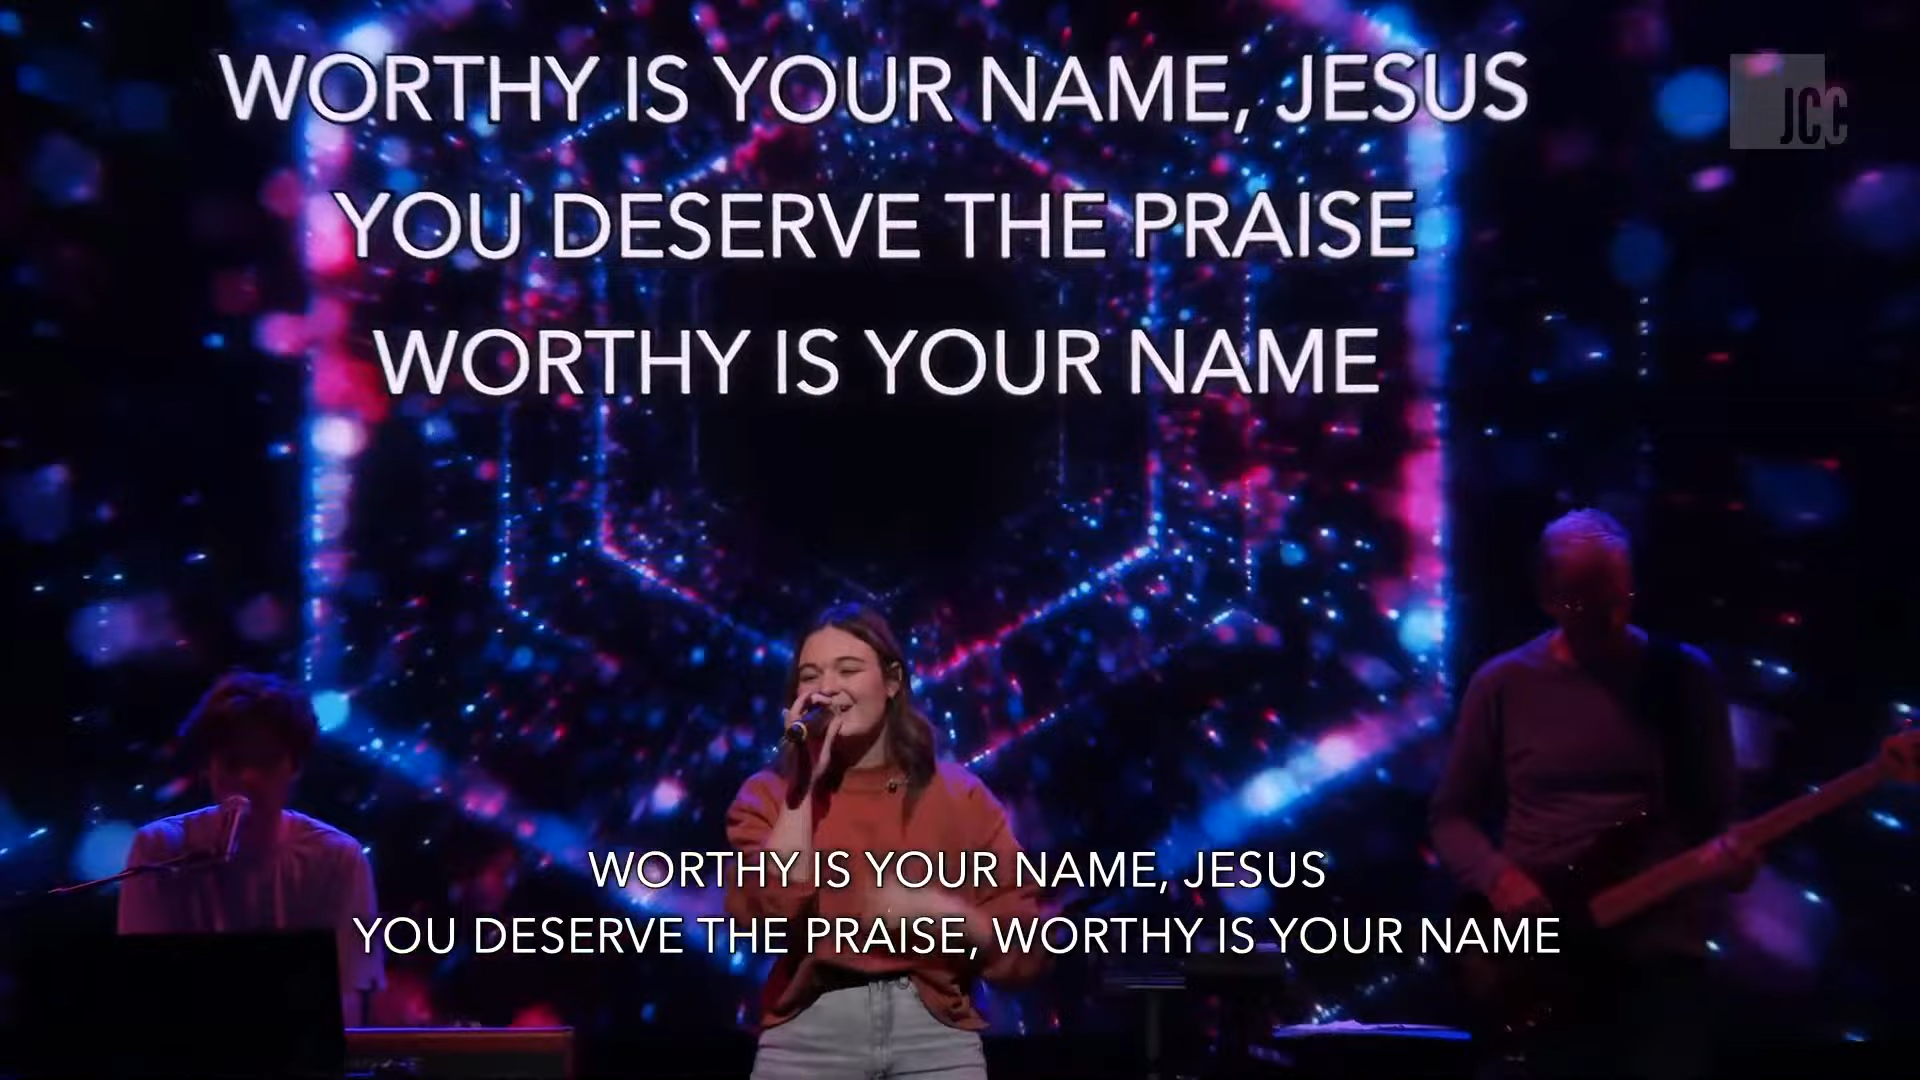 WORTHY IS YOUR NAME, JESUS
JCC
YOU DESERVE THE PRAISE
WORTHY IS YOUR NAME
WORTHY IS YOUR NAME, JESUS
YOU DESERVE THE PRAISE, WORTHY IS YOUR NAME